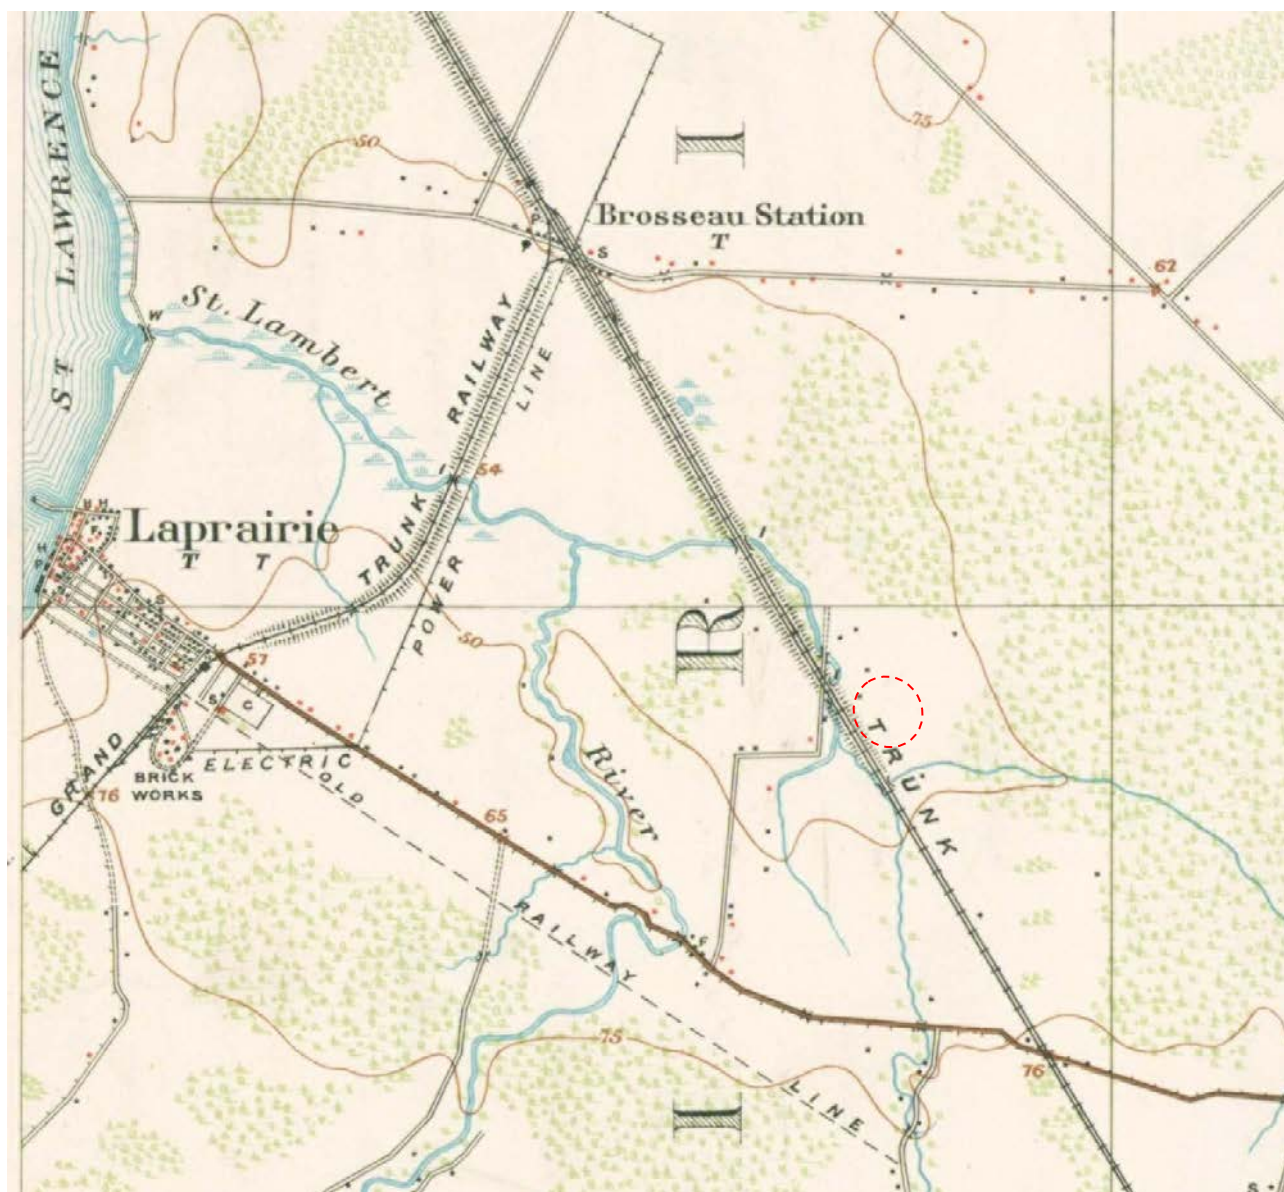 50
75
I
Brosseau Station
T
P
S
62
ST LAWRENCE
W
St. Lambert
River
GRAND TRUNK RAILWAY
ELECTRIC POWER LINE
I
54
H H
Laprairie
T T
H
P
S
I
R
50
57
S
C
TRUNK
BRICK
WORKS
76
OLD RAILWAY LINE
65
75
76
I
S